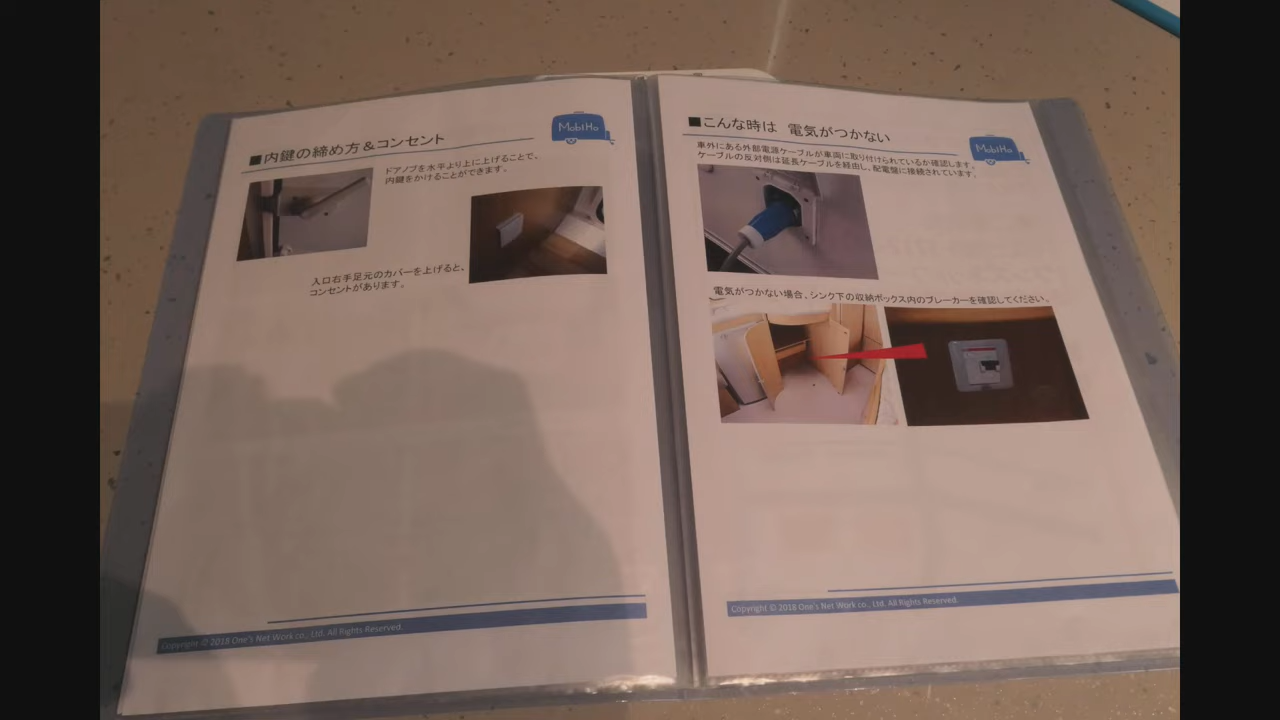 ■内鍵の締め方＆コンセント
MobiHo
ドアノブを水平より上に上げることで、
内鍵をかけることができます。
入口右手足元のカバーを上げると、
コンセントがあります。
Copyright © 2018 One's Net Work co., Ltd. All Rights Reserved.
■こんな時は 電気がつかない
MobiHo
車外にある外部電源ケーブルが車両に取り付けられているか確認します。
ケーブルの反対側は延長ケーブルを経由し、配電盤に接続されています。
電気がつかない場合、シンク下の収納ボックス内のブレーカーを確認してください。
Copyright © 2018 One's Net Work co., Ltd. All Rights Reserved.